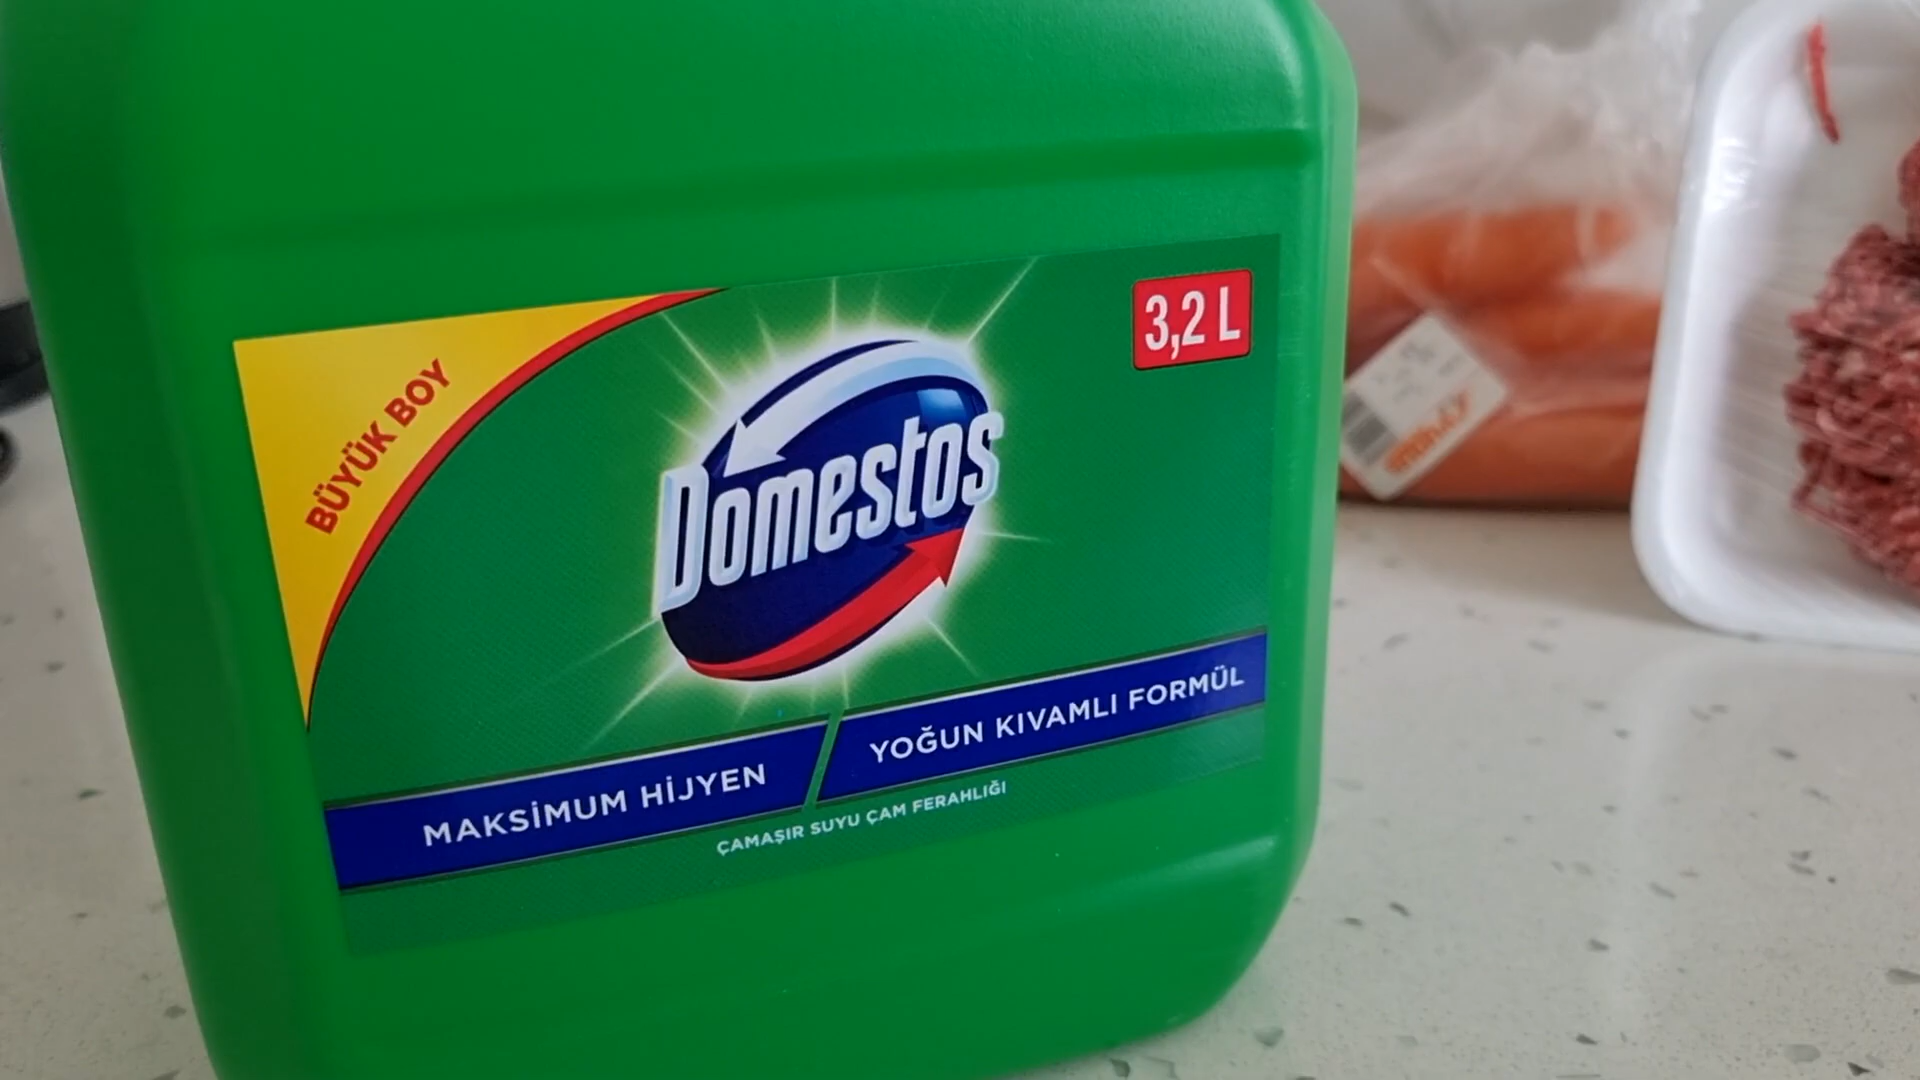 BÜYÜK BOY
3,2 L
Domestos
MAKSİMUM HİJYEN
YOĞUN KIVAMLI FORMÜL
ÇAMAŞIR SUYU ÇAM FERAHLIĞI